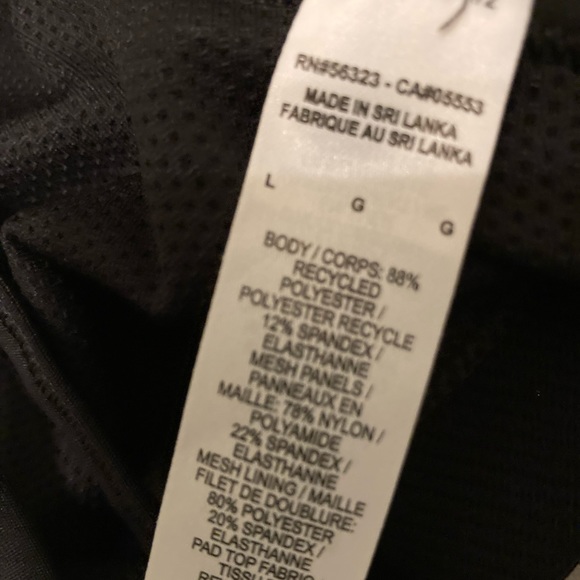 RN#56323 - CA#05553
MADE IN SRI LANKA
FABRIQUE AU SRI LANKA
L G G
BODY / CORPS: 88%
RECYCLED
POLYESTER /
POLYESTER RECYCLE
12% SPANDEX /
ELASTHANNE
MESH PANELS /
PANNEAUX EN
MAILLE: 78% NYLON /
POLYAMIDE
22% SPANDEX /
ELASTHANNE
MESH LINING / MAILLE
FILET DE DOUBLURE:
80% POLYESTER
20% SPANDEX /
ELASTHANNE
PAD TOP FABRIC